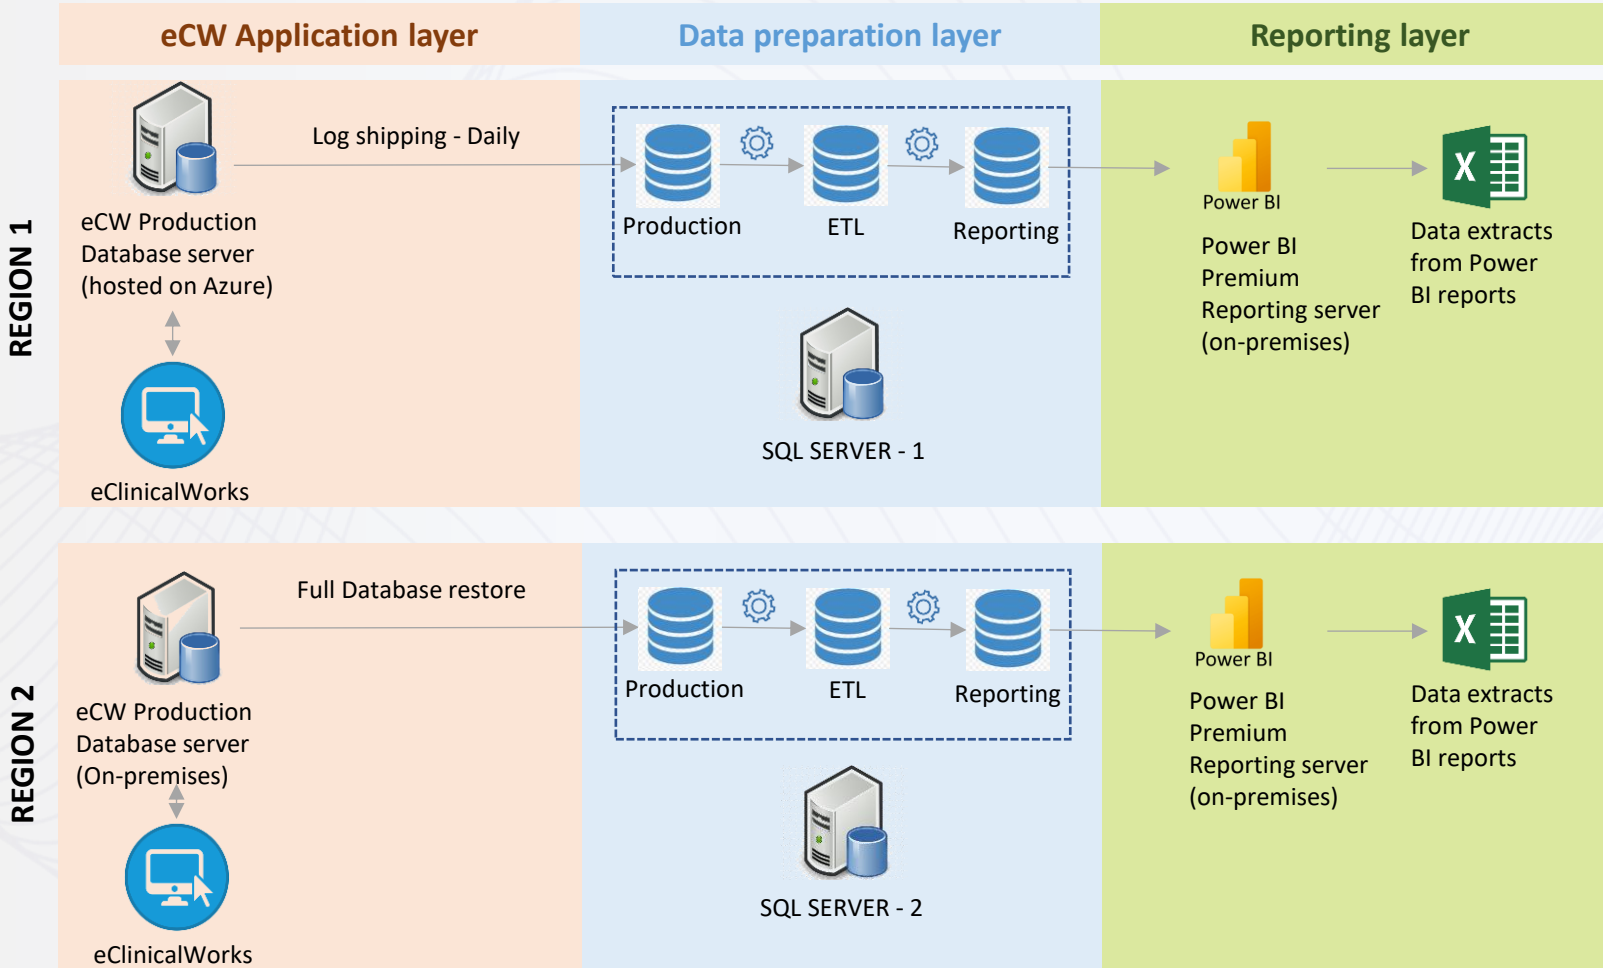 eCW Application layer
Data preparation layer
Reporting layer
REGION 1
Log shipping - Daily
eCW Production
Database server
(hosted on Azure)
eClinicalWorks
Production
ETL
Reporting
SQL SERVER - 1
Power BI
Power BI
Premium
Reporting server
(on-premises)
X
Data extracts
from Power
BI reports
REGION 2
Full Database restore
eCW Production
Database server
(On-premises)
eClinicalWorks
Production
ETL
Reporting
SQL SERVER - 2
Power BI
Power BI
Premium
Reporting server
(on-premises)
X
Data extracts
from Power
BI reports